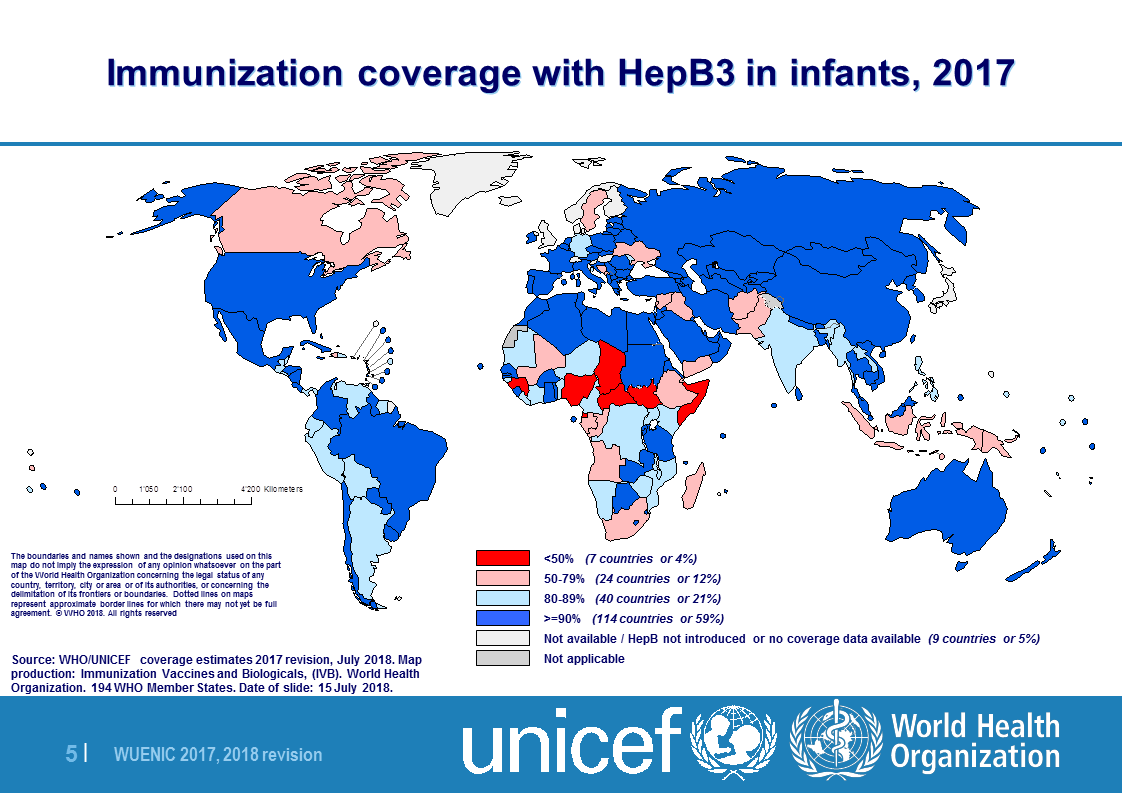 Immunization coverage with HepB3 in infants, 2017
0 1'050 2'100 4'200 Kilometers
The boundaries and names shown and the designations used on this
map do not imply the expression of any opinion whatsoever on the part
of the World Health Organization concerning the legal status of any
country, territory, city or area or of its authorities, or concerning the
delimitation of its frontiers or boundaries. Dotted lines on maps
represent approximate border lines for which there may not yet be full
agreement. © WHO 2018. All rights reserved
<50% (7 countries or 4%)
50-79% (24 countries or 12%)
80-89% (40 countries or 21%)
>=90% (114 countries or 59%)
Not available / HepB not introduced or no coverage data available (9 countries or 5%)
Not applicable
Source: WHO/UNICEF coverage estimates 2017 revision, July 2018. Map
production: Immunization Vaccines and Biologicals, (IVB). World Health
Organization. 194 WHO Member States. Date of slide: 15 July 2018.
5 | WUENIC 2017, 2018 revision
unicef
World Health
Organization